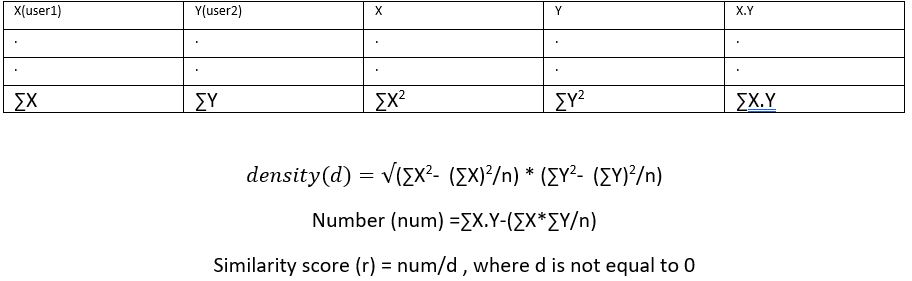 X(user1) Y(user2) X Y X.Y
. . . . .
. . . . .
∑X ∑Y ∑X² ∑Y² ∑X.Y
density(d) = √(∑X²- (∑X)²/n) * (∑Y²- (∑Y)²/n)
Number (num) =∑X.Y-(∑X*∑Y/n)
Similarity score (r) = num/d , where d is not equal to 0